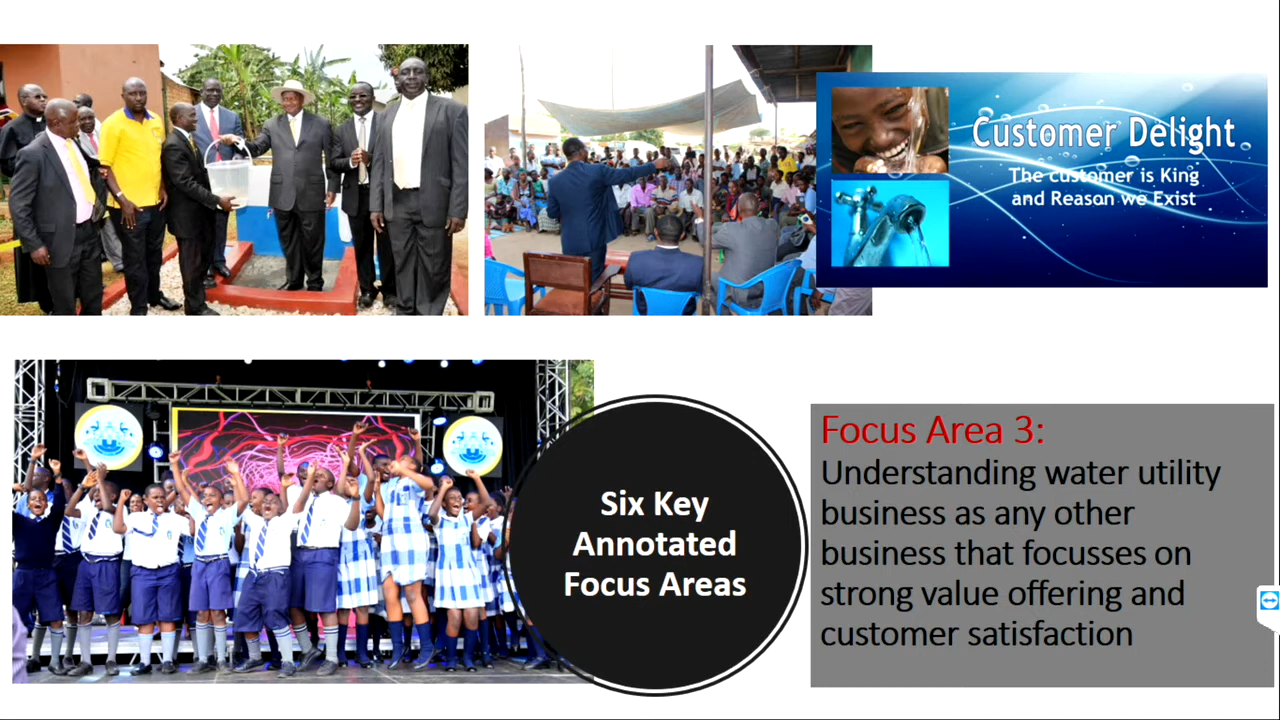 Customer Delight
The customer is King
and Reason we Exist
Six Key
Annotated
Focus Areas
Focus Area 3:
Understanding water utility
business as any other
business that focusses on
strong value offering and
customer satisfaction